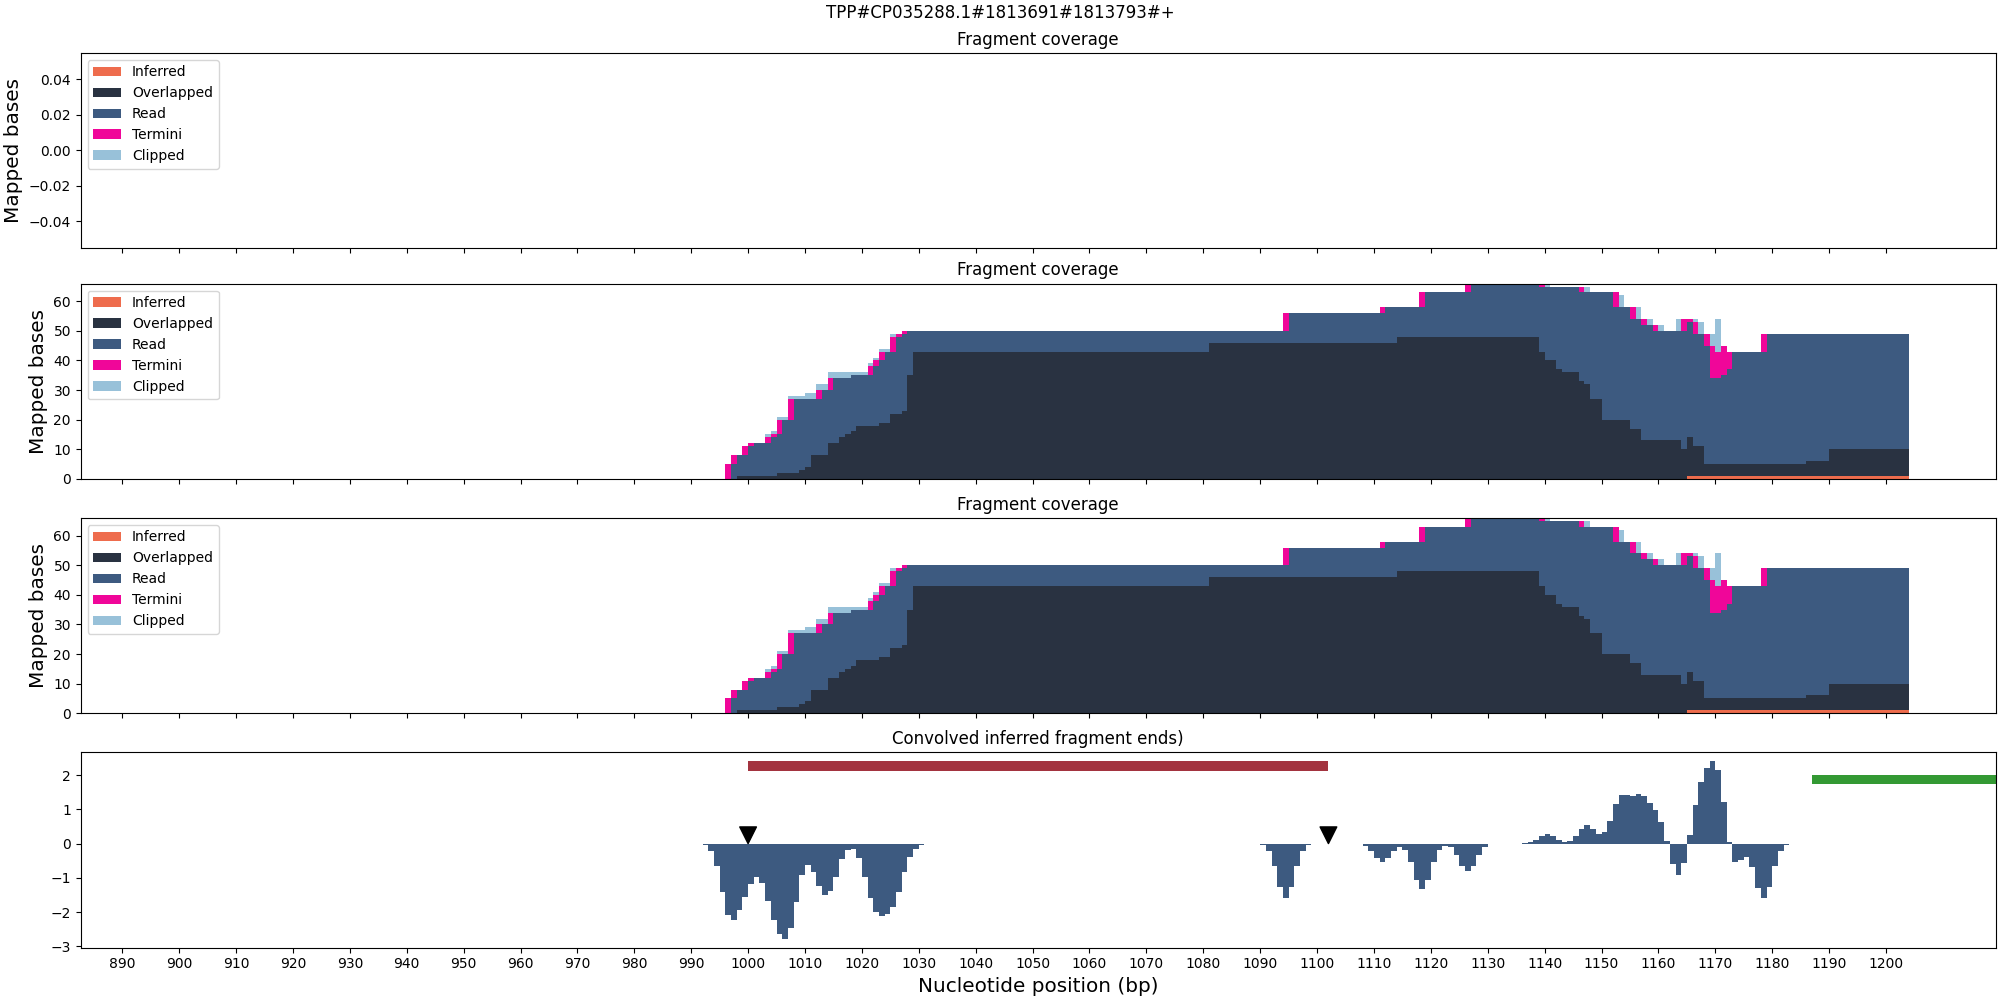 TPP#CP035288.1#1813691#1813793#+
Fragment coverage
Mapped bases
0.04
0.02
0.00
−0.02
−0.04
Inferred
Overlapped
Read
Termini
Clipped
Fragment coverage
Mapped bases
60
50
40
30
20
10
0
Inferred
Overlapped
Read
Termini
Clipped
Fragment coverage
Mapped bases
60
50
40
30
20
10
0
Inferred
Overlapped
Read
Termini
Clipped
Convolved inferred fragment ends)
2
1
0
−1
−2
−3
890 900 910 920 930 940 950 960 970 980 990 1000 1010 1020 1030 1040 1050 1060 1070 1080 1090 1100 1110 1120 1130 1140 1150 1160 1170 1180 1190 1200
Nucleotide position (bp)